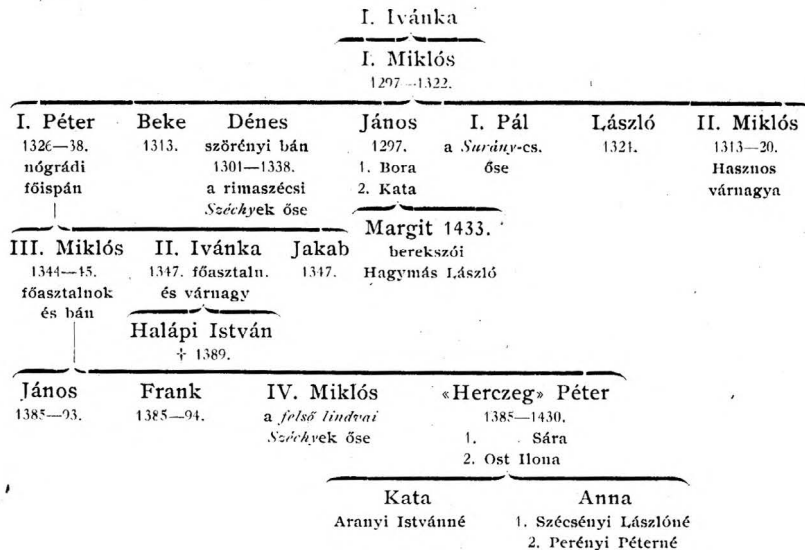 I. Ivánka
I. Miklós
1297—1322.
I. Péter Beke Dénes János I. Pál László II. Miklós
1326—38. 1313. szörényi bán 1297. a Surány-cs. 1321. 1313—20.
nógrádi 1301—1338. 1. Bora őse Hasznos
főispán a rimaszécsi 2. Kata várnagya
Széchyek őse
Margit 1433.
III. Miklós II. Ivánka Jakab berekszói
1344—45. 1347. főasztaln. 1347. Hagymás László
főasztalnok és várnagy
és bán
Halápi István
† 1389.
János Frank IV. Miklós «Herczeg» Péter
1385—93. 1385—94. a felső lindvai 1385—1430.
Széchyek őse 1. Sára
2. Ost Ilona
Kata Anna
Aranyi Istvánné 1. Szécsényi Lászlóné
2. Perényi Péterné